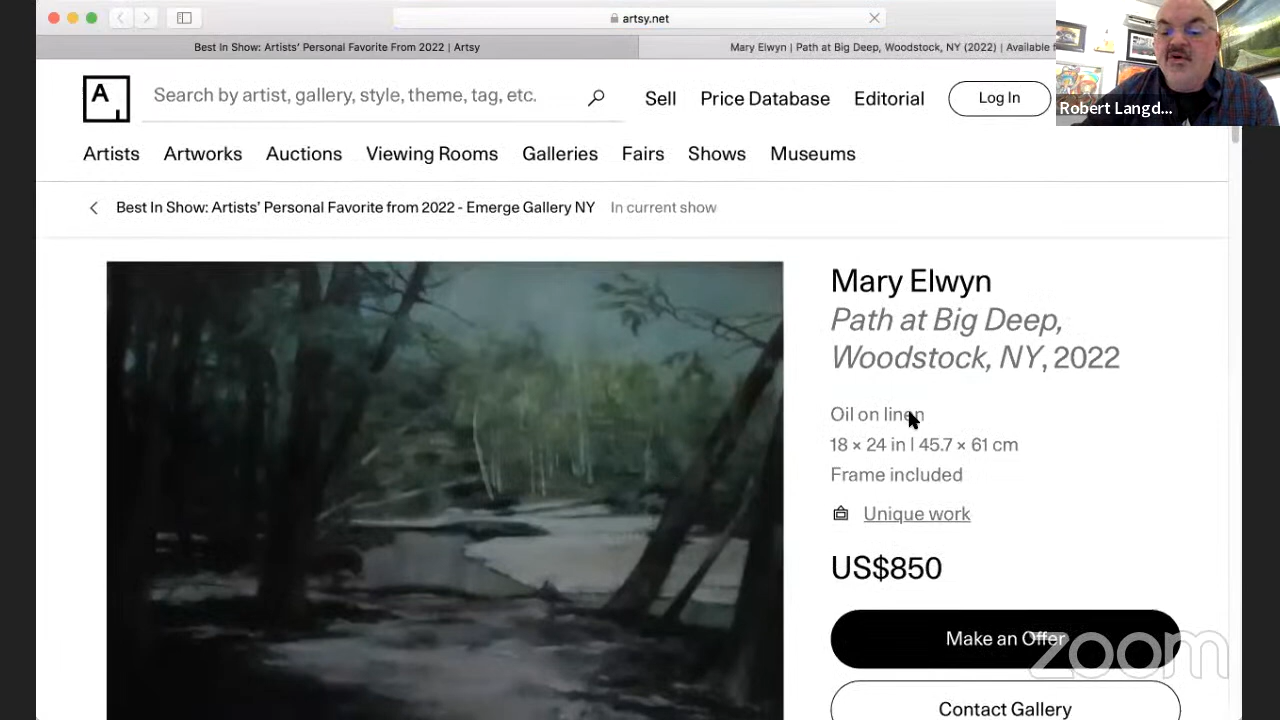 artsy.net
Best In Show: Artists' Personal Favorite From 2022 | Artsy
Mary Elwyn | Path at Big Deep, Woodstock, NY (2022) | Available f
Robert Langd...
A
Search by artist, gallery, style, theme, tag, etc.
Sell Price Database Editorial Log In
Artists Artworks Auctions Viewing Rooms Galleries Fairs Shows Museums
Best In Show: Artists' Personal Favorite from 2022 - Emerge Gallery NY In current show
Mary Elwyn
Path at Big Deep,
Woodstock, NY, 2022
Oil on linen
18 × 24 in | 45.7 × 61 cm
Frame included
Unique work
US$850
Make an Offer
zoom
Contact Gallery